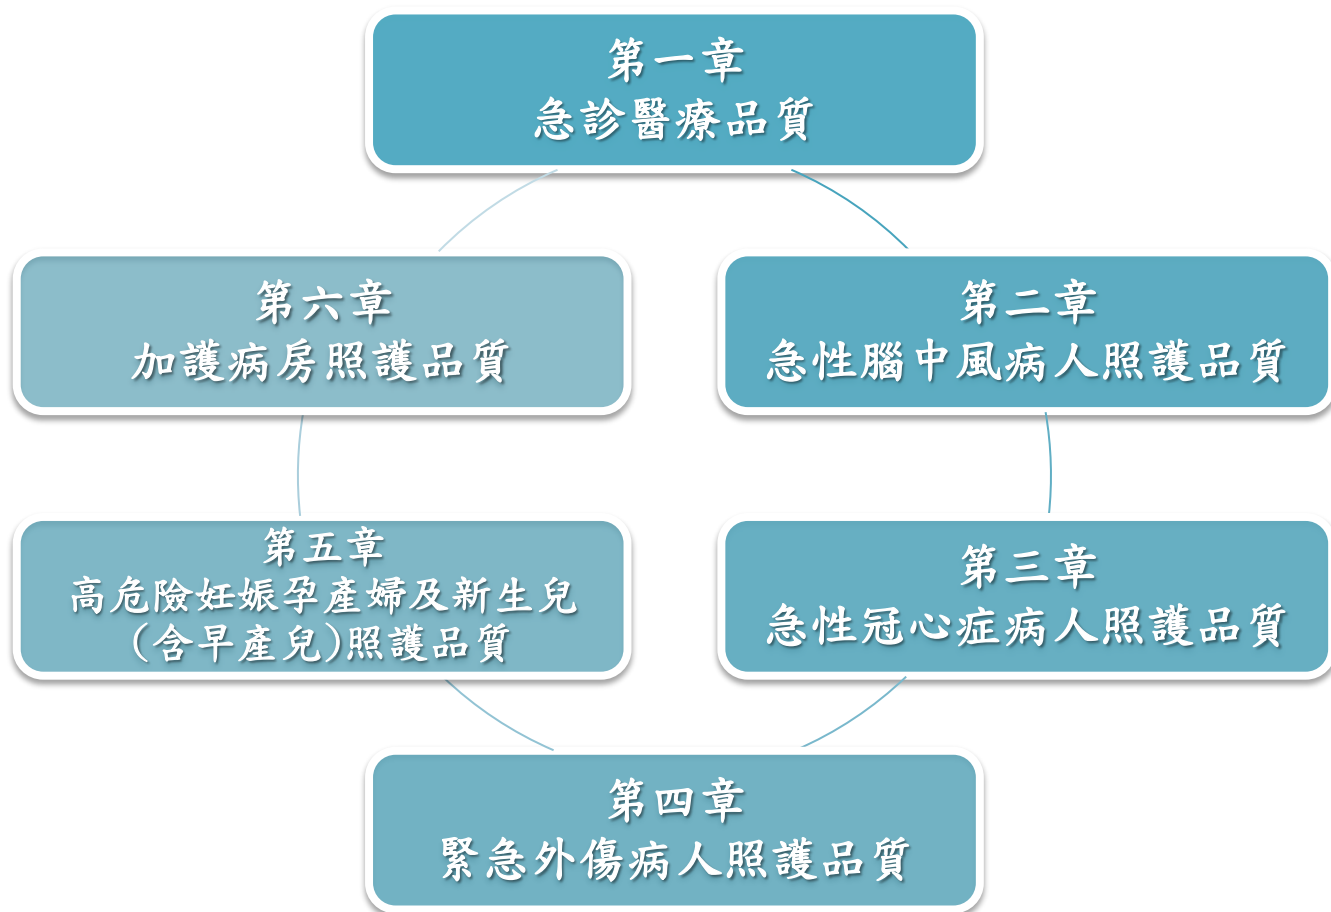 第一章
急診醫療品質
第二章
急性腦中風病人照護品質
第三章
急性冠心症病人照護品質
第四章
緊急外傷病人照護品質
第五章
高危險妊娠孕產婦及新生兒
(含早產兒)照護品質
第六章
加護病房照護品質